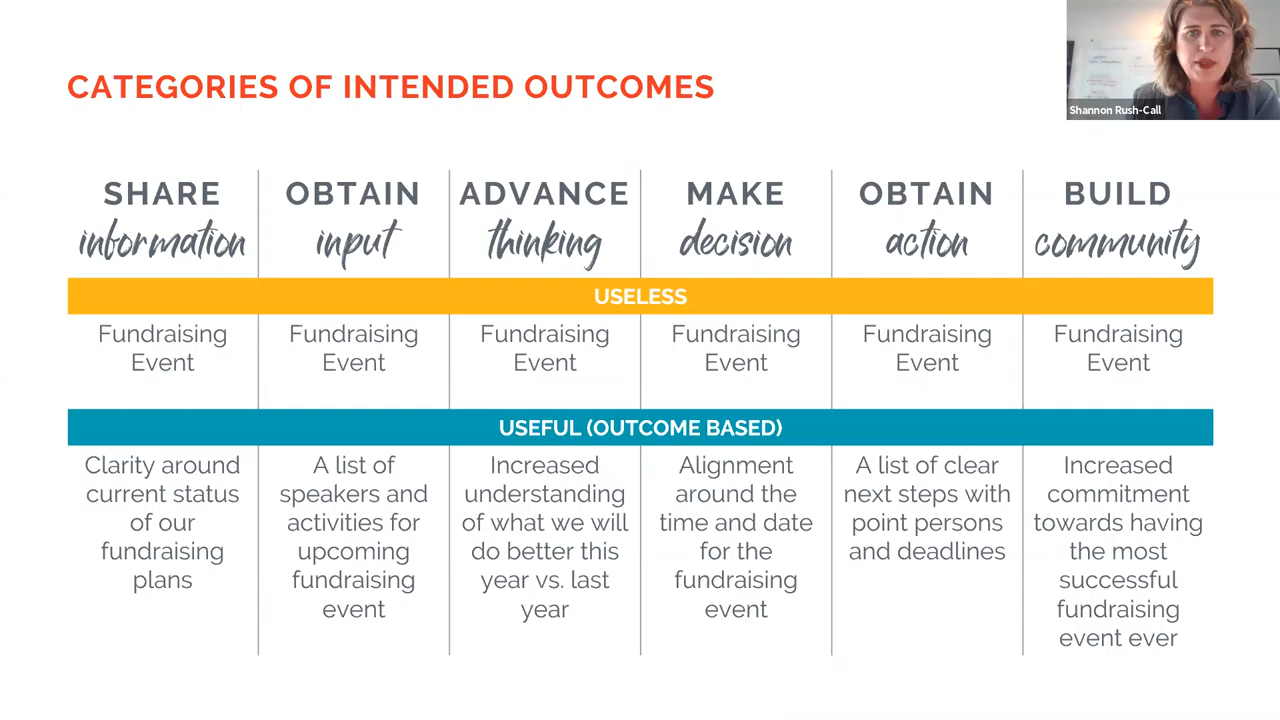 CATEGORIES OF INTENDED OUTCOMES
Shannon Rush-Call
SHARE
information
OBTAIN
input
ADVANCE
thinking
MAKE
decision
OBTAIN
action
BUILD
community
USELESS
Fundraising
Event
Fundraising
Event
Fundraising
Event
Fundraising
Event
Fundraising
Event
Fundraising
Event
USEFUL (OUTCOME BASED)
Clarity around
current status
of our
fundraising
plans
A list of
speakers and
activities for
upcoming
fundraising
event
Increased
understanding
of what we will
do better this
year vs. last
year
Alignment
around the
time and date
for the
fundraising
event
A list of clear
next steps with
point persons
and deadlines
Increased
commitment
towards having
the most
successful
fundraising
event ever